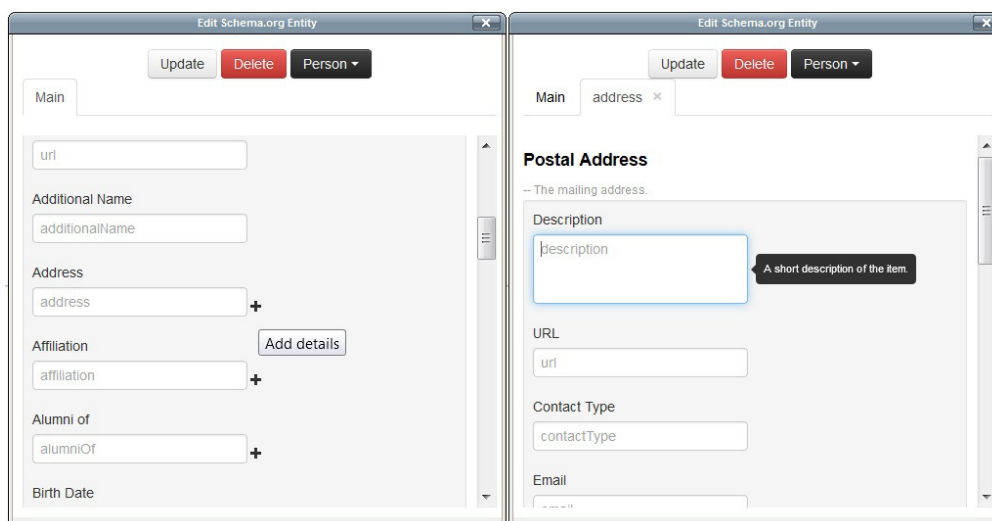 Edit Schema.org Entity
Update Delete Person
Main
url
Additional Name
additionalName
Address
address
Add details
Affiliation
affiliation
Alumni of
alumniOf
Birth Date
Edit Schema.org Entity
Update Delete Person
Main address ×
Postal Address
-- The mailing address.
Description
description
A short description of the item.
URL
url
Contact Type
contactType
Email
email